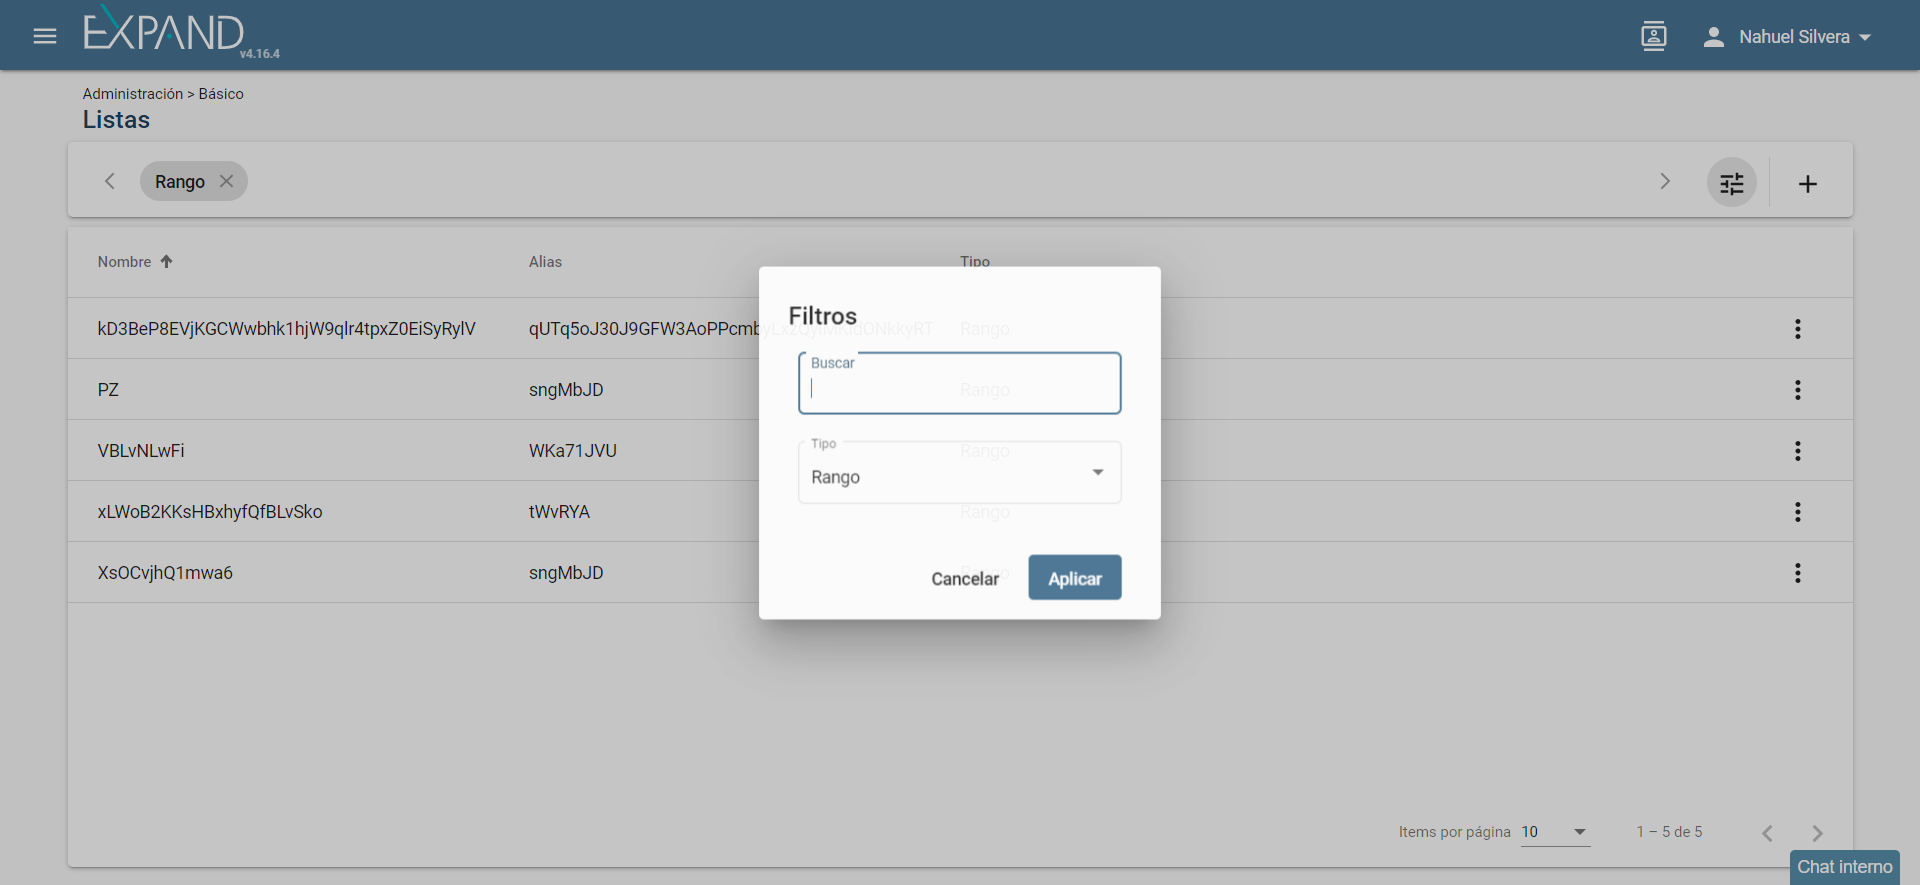 EXPAND
v4.16.4
Nahuel Silvera
Administración > Básico
Listas
Rango
Nombre Alias Tipo
kD3BeP8EVjKGCWwbhk1hjW9qlr4tpxZ0EiSyRylV qUTq5oJ30J9GFW3AoPPcmb Rango
PZ sngMbJD Rango
VBLvNLwFi WKa71JVU Rango
xLWoB2KKsHBxhyfQfBLvSko tWvRYA Rango
XsOCvjhQ1mwa6 sngMbJD
Filtros
Buscar
Tipo
Rango
Cancelar Aplicar
Items por página 10 1 – 5 de 5
Chat interno